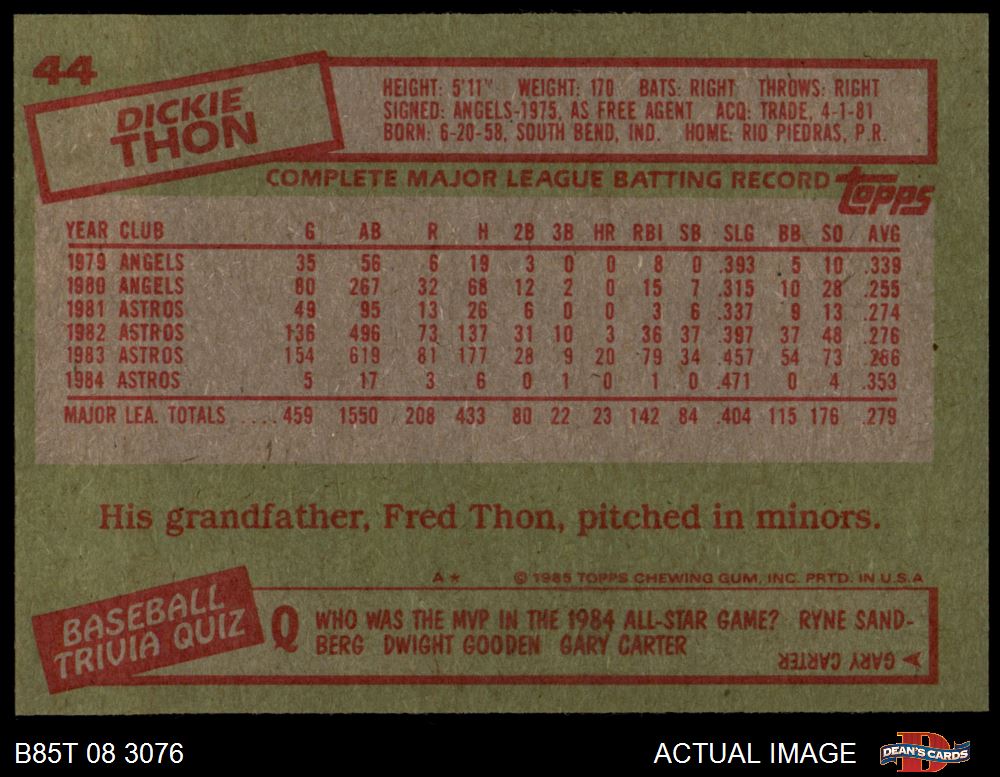 44
DICKIE
THON
HEIGHT: 5'11" WEIGHT: 170 BATS: RIGHT THROWS: RIGHT
SIGNED: ANGELS-1975, AS FREE AGENT ACQ: TRADE, 4-1-81
BORN: 6-20-58, SOUTH BEND, IND. HOME: RIO PIEDRAS, P.R.
COMPLETE MAJOR LEAGUE BATTING RECORD topps
YEAR CLUB G AB R H 2B 3B HR RBI SB SLG BB SO AVG
1979 ANGELS 35 56 6 19 3 0 0 8 0 .393 5 10 .339
1980 ANGELS 80 267 32 68 12 2 0 15 7 .315 10 28 .255
1981 ASTROS 49 95 13 26 6 0 0 3 6 .337 9 13 .274
1982 ASTROS 136 496 73 137 31 10 3 36 37 .397 37 48 .276
1983 ASTROS 154 619 81 177 28 9 20 79 34 .457 54 73 .286
1984 ASTROS 5 17 3 6 0 1 0 1 0 .471 0 4 .353
MAJOR LEA. TOTALS .... 459 1550 208 433 80 22 23 142 84 .404 115 176 .279
His grandfather, Fred Thon, pitched in minors.
A★ © 1985 TOPPS CHEWING GUM, INC. PRTD. IN U.S.A
BASEBALL
TRIVIA QUIZ
Q WHO WAS THE MVP IN THE 1984 ALL-STAR GAME? RYNE SAND-
BERG DWIGHT GOODEN GARY CARTER
GARY CARTER
B85T 08 3076
ACTUAL IMAGE
DEAN'S CARDS